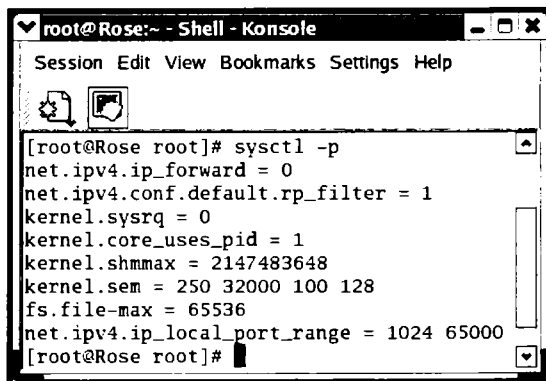 root@Rose:~ - Shell - Konsole
Session Edit View Bookmarks Settings Help
[root@Rose root]# sysctl -p
net.ipv4.ip_forward = 0
net.ipv4.conf.default.rp_filter = 1
kernel.sysrq = 0
kernel.core_uses_pid = 1
kernel.shmmax = 2147483648
kernel.sem = 250 32000 100 128
fs.file-max = 65536
net.ipv4.ip_local_port_range = 1024 65000
[root@Rose root]#